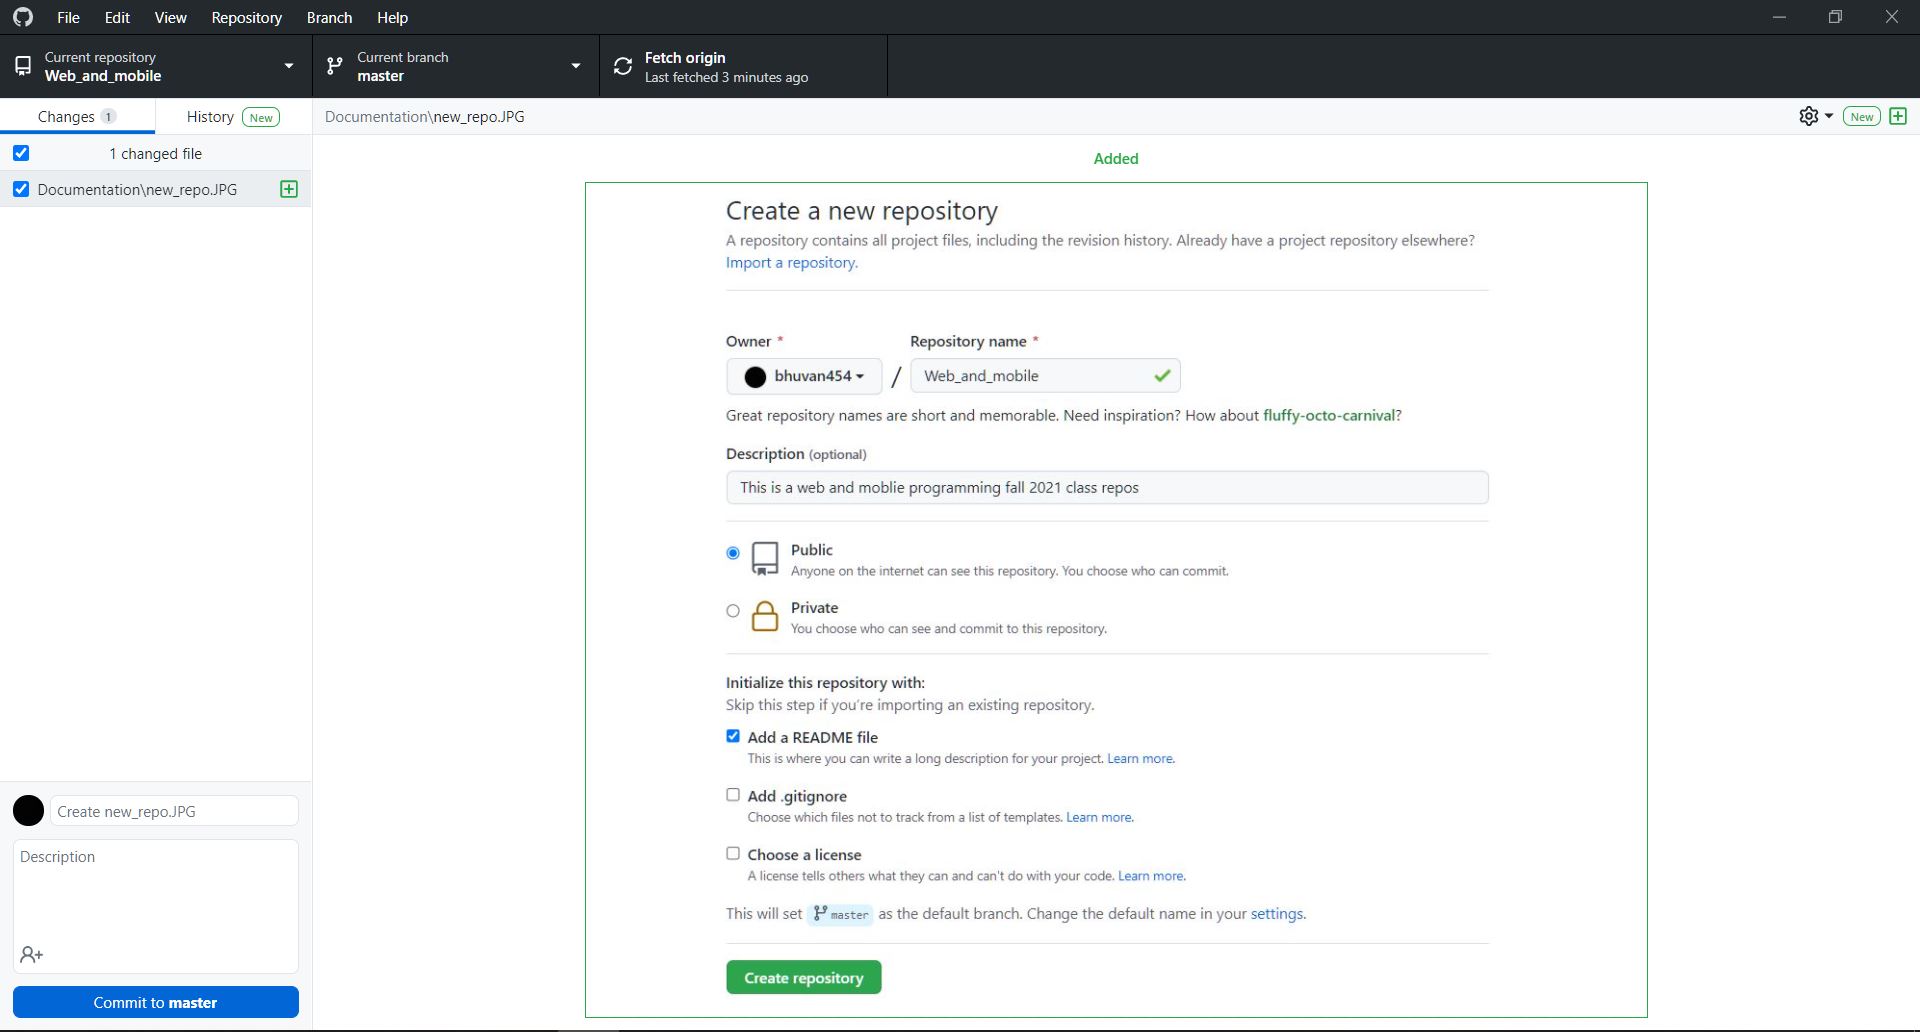 File Edit View Repository Branch Help
Current repository
Web_and_mobile
Current branch
master
Fetch origin
Last fetched 3 minutes ago
Changes 1
History New
Documentation\new_repo.JPG
New
1 changed file
Documentation\new_repo.JPG
Added
Create a new repository
A repository contains all project files, including the revision history. Already have a project repository elsewhere?
Import a repository.
Owner * Repository name *
bhuvan454 / Web_and_mobile
Great repository names are short and memorable. Need inspiration? How about fluffy-octo-carnival?
Description (optional)
This is a web and moblie programming fall 2021 class repos
Public
Anyone on the internet can see this repository. You choose who can commit.
Private
You choose who can see and commit to this repository.
Initialize this repository with:
Skip this step if you're importing an existing repository.
Add a README file
This is where you can write a long description for your project. Learn more.
Add .gitignore
Choose which files not to track from a list of templates. Learn more.
Choose a license
A license tells others what they can and can't do with your code. Learn more.
This will set master as the default branch. Change the default name in your settings.
Create repository
Create new_repo.JPG
Description
Commit to master